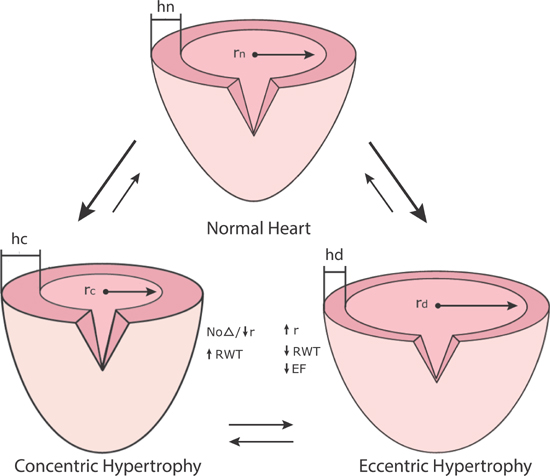 hn
rn
Normal Heart
hc
hd
rc
rd
No△/↓r
↑RWT
↑ r
↓RWT
↓EF
Concentric Hypertrophy
Eccentric Hypertrophy